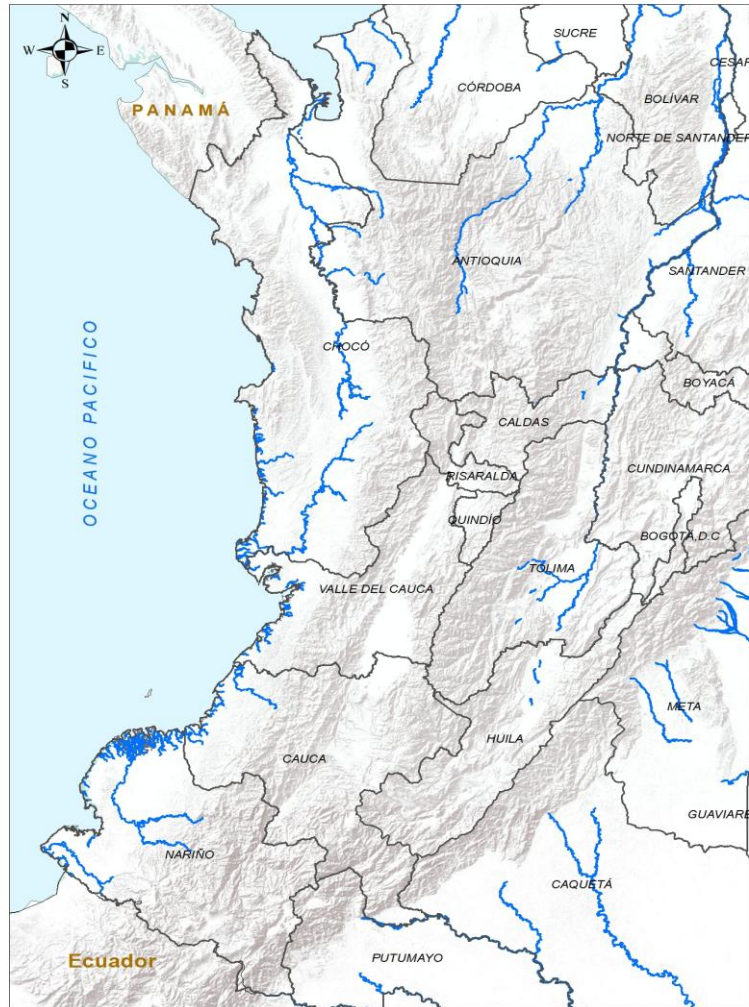 N
W E
S
PANAMÁ
SUCRE
CÓRDOBA
BOLÍVAR
NORTE DE SANTANDER
ANTIOQUIA
SANTANDER
CHOCÓ
BOYACÁ
CALDAS
CUNDINAMARCA
RISARALDA
QUINDÍO
BOGOTÁ,D.C
TOLIMA
VALLE DEL CAUCA
OCEANO PACIFICO
META
HUILA
CAUCA
GUAVIARE
NARIÑO
CAQUETÁ
PUTUMAYO
Ecuador